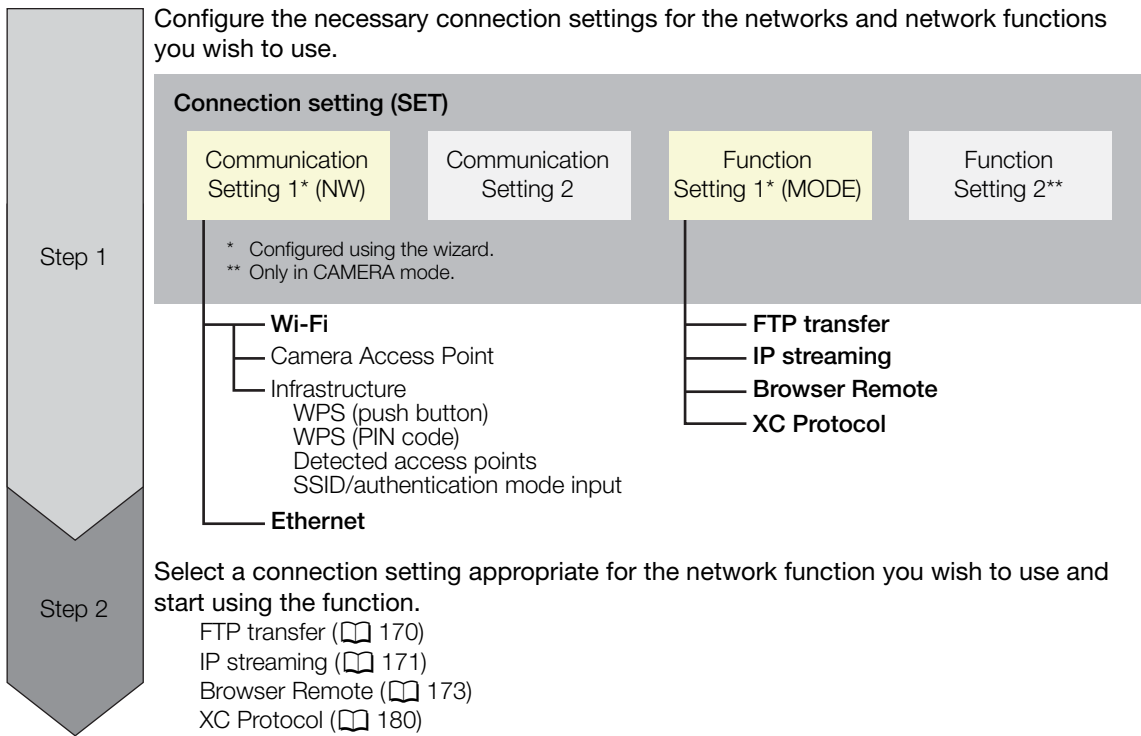 Configure the necessary connection settings for the networks and network functions
you wish to use.
Connection setting (SET)
Communication
Setting 1* (NW)
Communication
Setting 2
Function
Setting 1* (MODE)
Function
Setting 2**
* Configured using the wizard.
** Only in CAMERA mode.
Step 1
Wi-Fi
Camera Access Point
Infrastructure
WPS (push button)
WPS (PIN code)
Detected access points
SSID/authentication mode input
Ethernet
FTP transfer
IP streaming
Browser Remote
XC Protocol
Step 2
Select a connection setting appropriate for the network function you wish to use and
start using the function.
FTP transfer (📖 170)
IP streaming (📖 171)
Browser Remote (📖 173)
XC Protocol (📖 180)